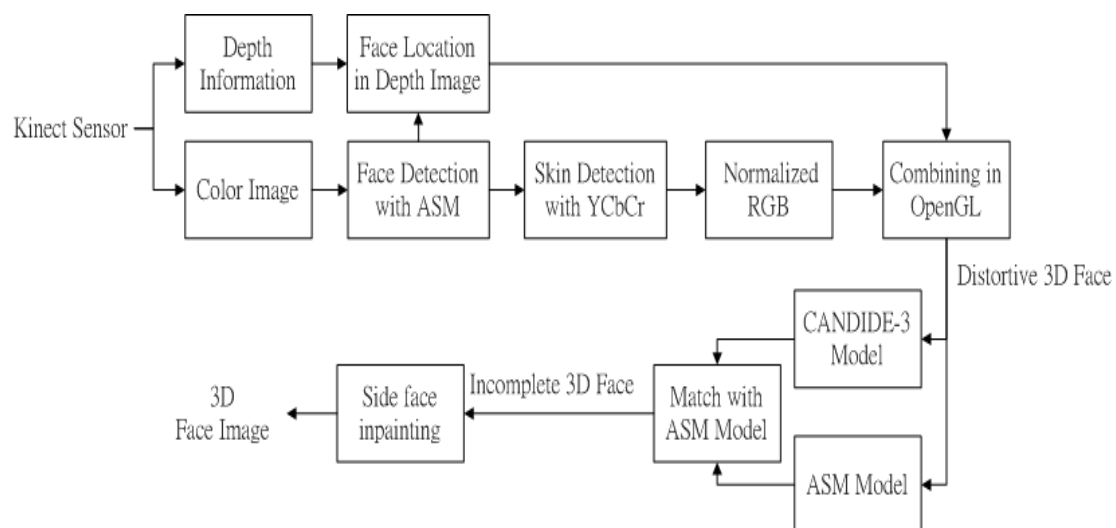 Kinect Sensor
Depth
Information
Face Location
in Depth Image
Color Image
Face Detection
with ASM
Skin Detection
with YCbCr
Normalized
RGB
Combining in
OpenGL
Distortive 3D Face
CANDIDE-3
Model
ASM Model
Match with
ASM Model
Incomplete 3D Face
Side face
inpainting
3D
Face Image